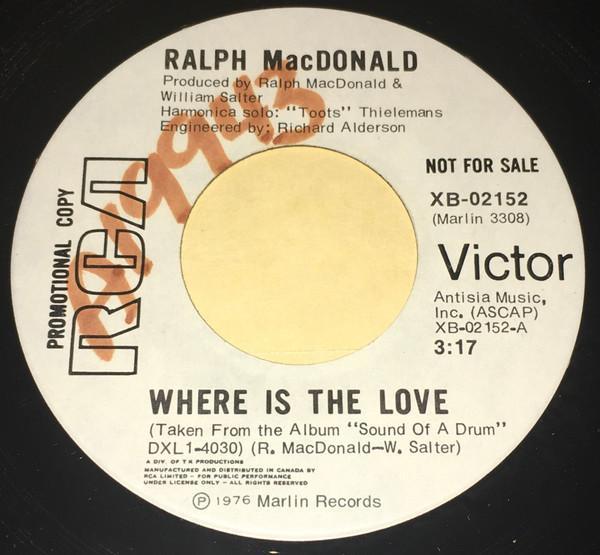 RALPH MacDONALD
Produced by Ralph MacDonald &
William Salter
Harmonica solo: "Toots" Thielemans
Engineered by: Richard Alderson
PROMOTIONAL COPY
RCA
NOT FOR SALE
XB-02152
(Marlin 3308)
Victor
Antisia Music,
Inc. (ASCAP)
XB-02152-A
3:17
WHERE IS THE LOVE
(Taken From the Album "Sound Of A Drum"
DXL1-4030) (R. MacDonald-W. Salter)
A DIV. OF T K PRODUCTIONS
MANUFACTURED AND DISTRIBUTED IN CANADA BY
RCA LIMITED - FOR PUBLIC PERFORMANCE
UNDER LICENSE ONLY - ALL RIGHTS RESERVED
Ⓟ 1976 Marlin Records